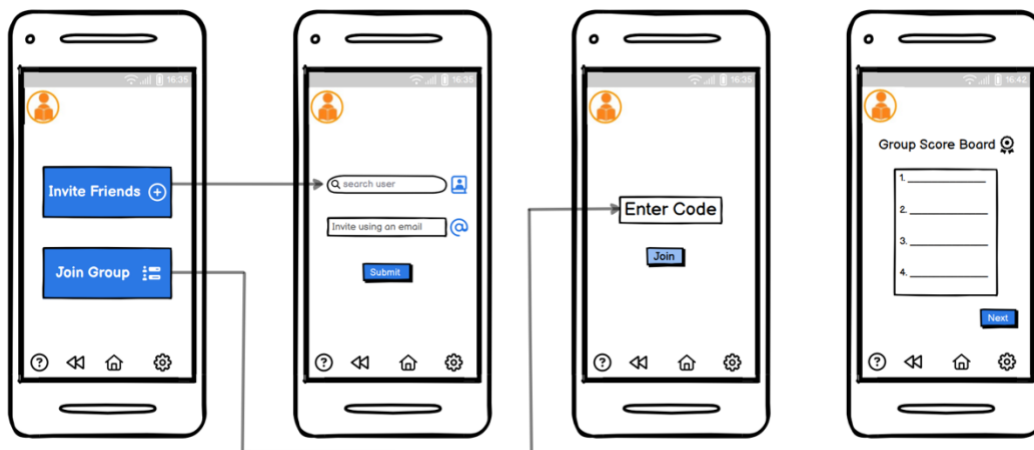 16:35
Invite Friends
Join Group
?
16:35
search user
Invite using an email
@
Submit
?
16:35
Enter Code
Join
?
16:42
Group Score Board
1.
2.
3.
4.
Next
?